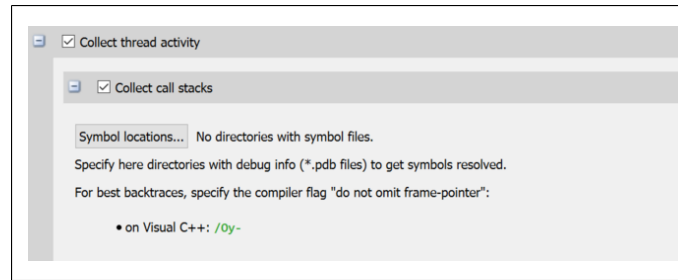 Collect thread activity
Collect call stacks
Symbol locations... No directories with symbol files.
Specify here directories with debug info (*.pdb files) to get symbols resolved.
For best backtraces, specify the compiler flag "do not omit frame-pointer":
• on Visual C++: /Oy-